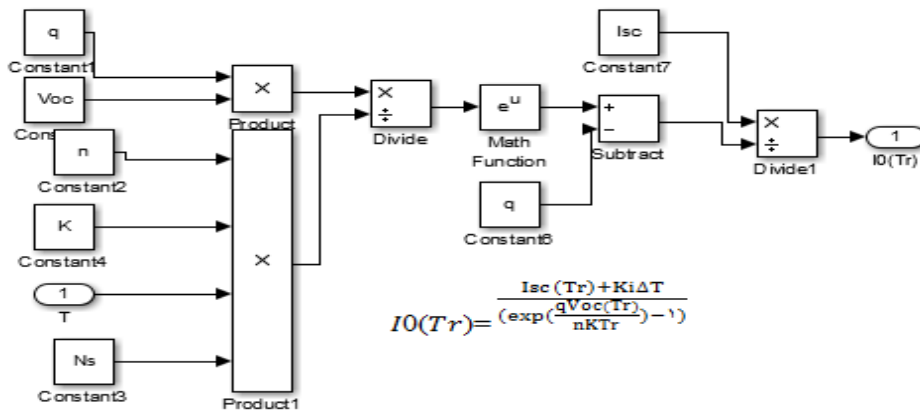 q
Constant1
Voc
Cons
n
Constant2
K
Constant4
1
T
Ns
Constant3
×
Product
×
Product1
×
÷
Divide
e^u
Math
Function
q
Constant6
+
−
Subtract
Isc
Constant7
×
÷
Divide1
1
I0(Tr)
I0(Tr)=
Isc(Tr)+KiΔT
(exp(qVoc(Tr)/nKTr)−١)